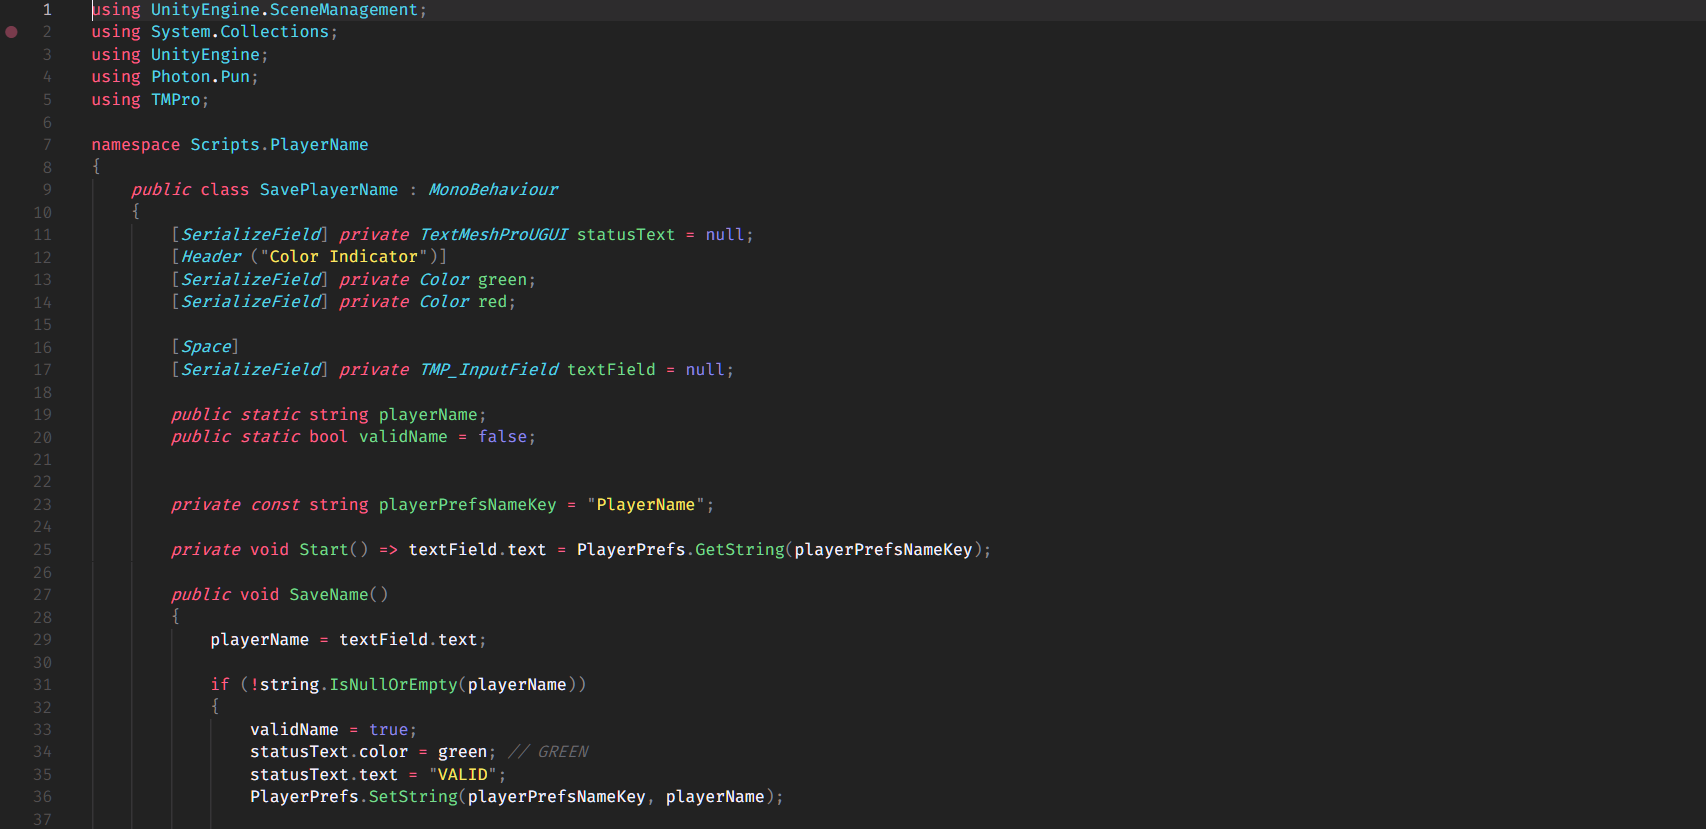 1 using UnityEngine.SceneManagement;
2 using System.Collections;
3 using UnityEngine;
4 using Photon.Pun;
5 using TMPro;
6
7 namespace Scripts.PlayerName
8 {
9 public class SavePlayerName : MonoBehaviour
10 {
11 [SerializeField] private TextMeshProUGUI statusText = null;
12 [Header ("Color Indicator")]
13 [SerializeField] private Color green;
14 [SerializeField] private Color red;
15
16 [Space]
17 [SerializeField] private TMP_InputField textField = null;
18
19 public static string playerName;
20 public static bool validName = false;
21
22
23 private const string playerPrefsNameKey = "PlayerName";
24
25 private void Start() => textField.text = PlayerPrefs.GetString(playerPrefsNameKey);
26
27 public void SaveName()
28 {
29 playerName = textField.text;
30
31 if (!string.IsNullOrEmpty(playerName))
32 {
33 validName = true;
34 statusText.color = green; // GREEN
35 statusText.text = "VALID";
36 PlayerPrefs.SetString(playerPrefsNameKey, playerName);
37